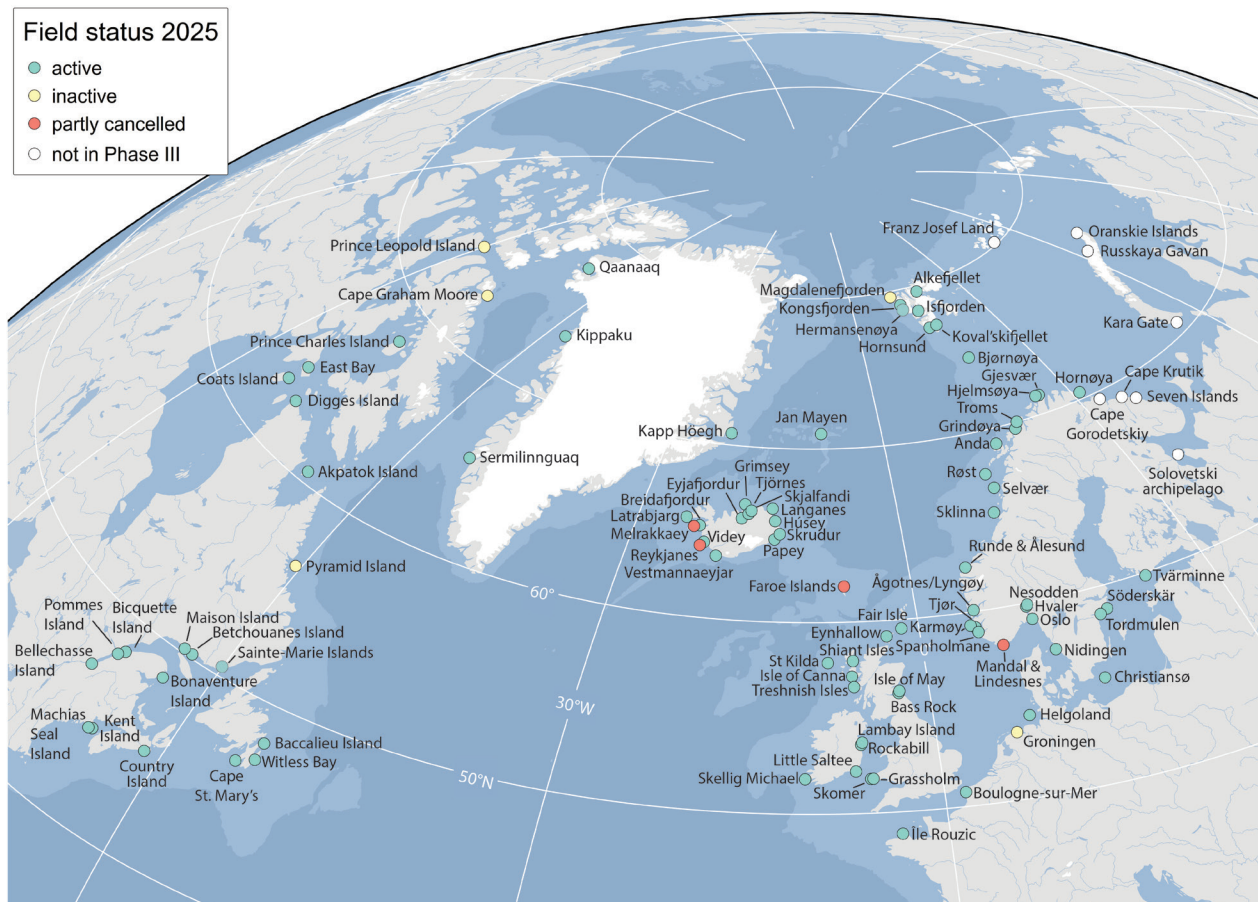 Field status 2025
active
inactive
partly cancelled
not in Phase III
Franz Josef Land
Oranskie Islands
Russkaya Gavan
Prince Leopold Island
Qaanaaq
Alkefjellet
Magdalenefjorden
Cape Graham Moore
Kongsfjorden
Isfjorden
Hermansenøya
Kara Gate
Hornsund
Koval'skifjellet
Prince Charles Island
Kippaku
Bjørnøya
East Bay
Coats Island
Gjesvær
Hornøya
Cape Krutik
Hjelmsøya
Seven Islands
Digges Island
Troms
Cape
Gorodetskiy
Grindøya
Jan Mayen
Kapp Höegh
Anda
Sermilinnguaq
Akpatok Island
Grimsey
Tjörnes
Røst
Solovetski
archipelago
Eyjafjordur
Skjalfandi
Selvær
Breidafjordur
Langanes
Latrabjarg
Sklinna
Húsey
Melrakkaey
Videy
Skrudur
Reykjanes
Papey
Vestmannaeyjar
Runde & Ålesund
Pyramid Island
Faroe Islands
Ågotnes/Lyngøy
Tvärminne
60°
Pommes
Island
Bicquette
Island
Maison Island
Betchouanes Island
Sainte-Marie Islands
Fair Isle
Tjør
Nesodden
Söderskär
Hvaler
Karmøy
Oslo
Tordmulen
Eynhallow
Spanholmane
Bellechasse
Island
Shiant Isles
St Kilda
Mandal &
Lindesnes
Nidingen
Bonaventure
Island
Isle of Canna
Isle of May
Christiansø
Treshnish Isles
Bass Rock
30°W
Machias
Seal
Island
Kent
Island
Helgoland
Lambay Island
Groningen
Baccalieu Island
Rockabill
Country
Island
Witless Bay
Little Saltee
Cape
St. Mary's
50°N
Skellig Michael
Grassholm
Skomer
Boulogne-sur-Mer
Île Rouzic